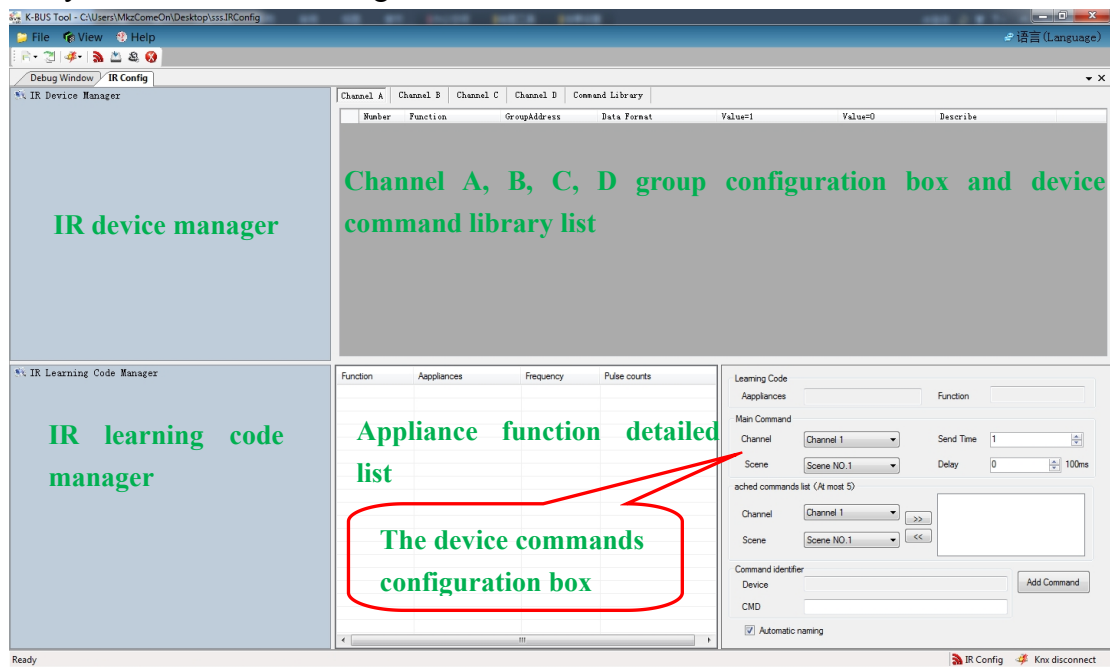 K-BUS Tool - C:\Users\MkzComeOn\Desktop\sss.IRConfig
File View Help 语言(Language)
Debug Window IR Config
IR Device Manager
Channel A Channel B Channel C Channel D Command Library
Number Function GroupAddress Data Format Value=1 Value=0 Describe
IR device manager
Channel A, B, C, D group configuration box and device
command library list
IR Learning Code Manager
IR learning code
manager
Function Aappliances Frequency Pulse counts
Appliance function detailed
list
The device commands
configuration box
Learning Code
Aappliances Function
Main Command
Channel Channel 1 Send Time 1
Scene Scene NO.1 Delay 0 100ms
ached commands list (At most 5)
Channel Channel 1 >>
Scene Scene NO.1 <<
Command identifier
Device Add Command
CMD
Automatic naming
Ready IR Config Knx disconnect